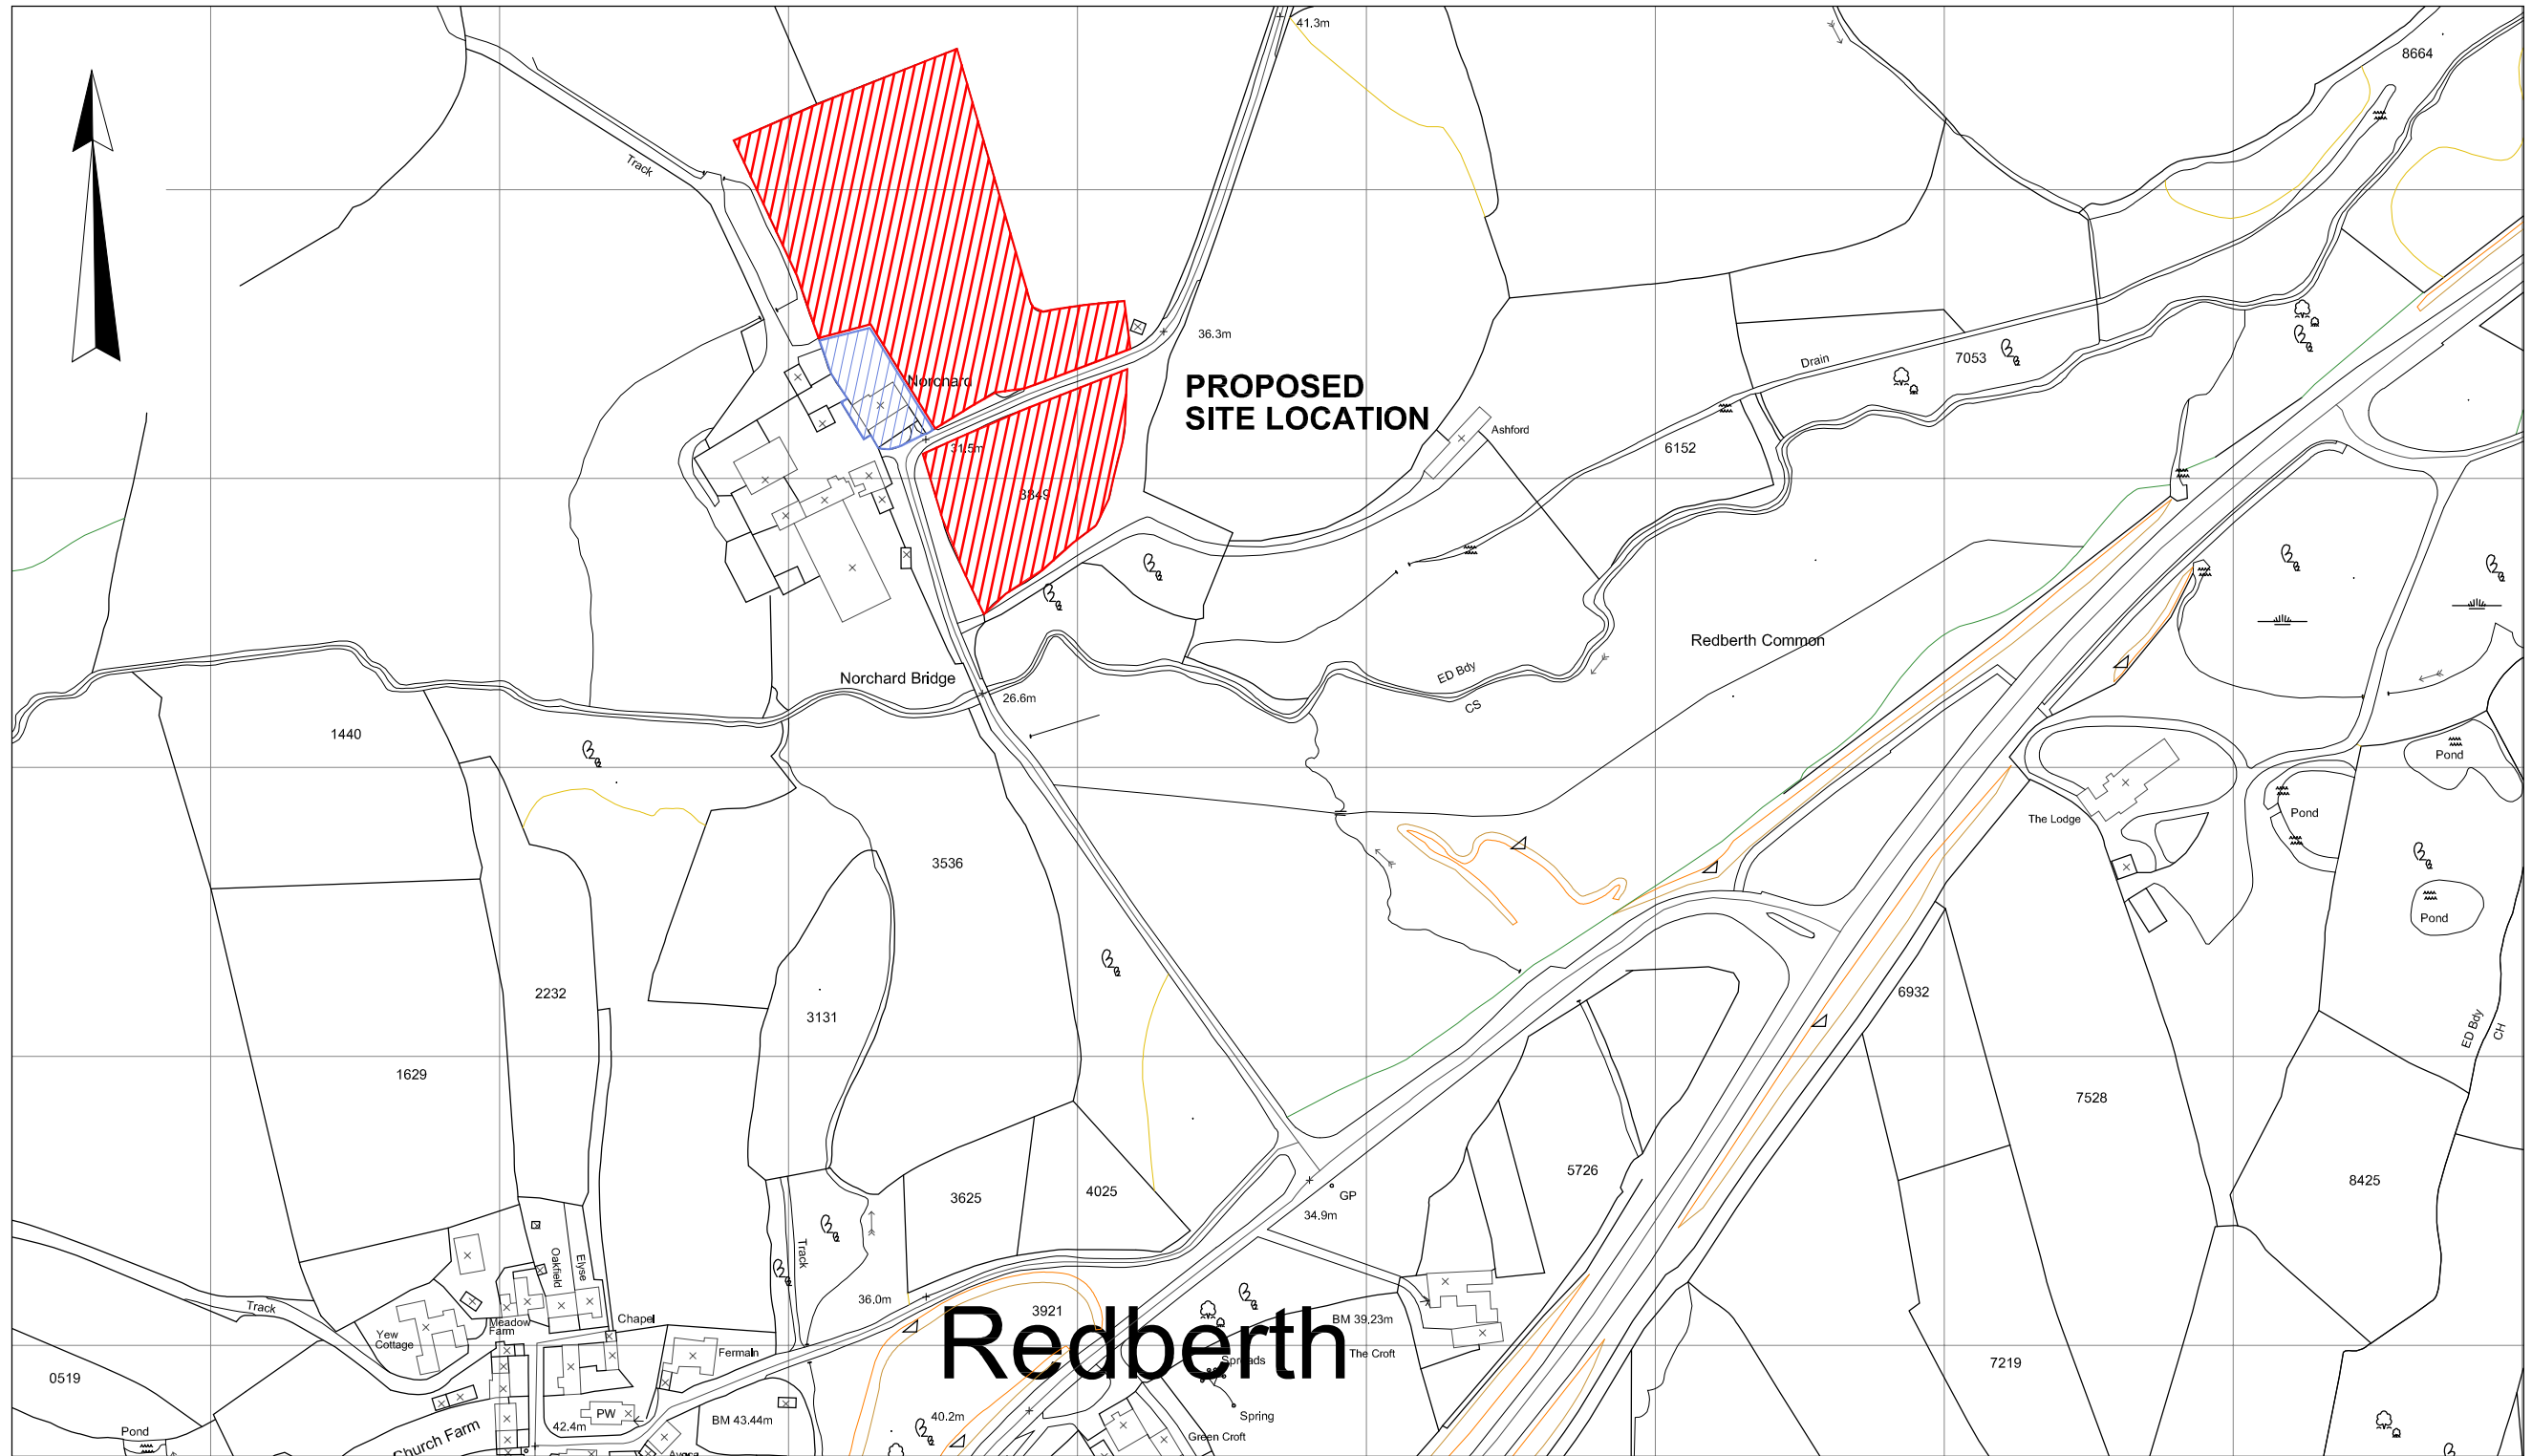 41.3m
8664
Track
36.3m
PROPOSED
SITE LOCATION
Norchard
Drain
7053
Ashford
31.5m
6152
3849
Redberth Common
ED Bdy
CS
Norchard Bridge
26.6m
1440
Pond
Pond
The Lodge
3536
Pond
2232
6932
3131
ED Bdy
CH
1629
7528
5726
8425
3625
4025
GP
34.9m
Track
Oakfield
Elyse
36.0m
3921
Redberth
BM 39,23m
Track
Chapel
Meadow
Farm
Yew
Cottage
Fermain
The Croft
Spreads
7219
0519
42.4m
PW
BM 43.44m
40.2m
Spring
Pond
Church Farm
Green Croft